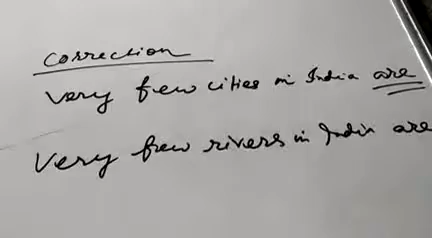 correction
Very few cities in India are
Very few rivers in India are